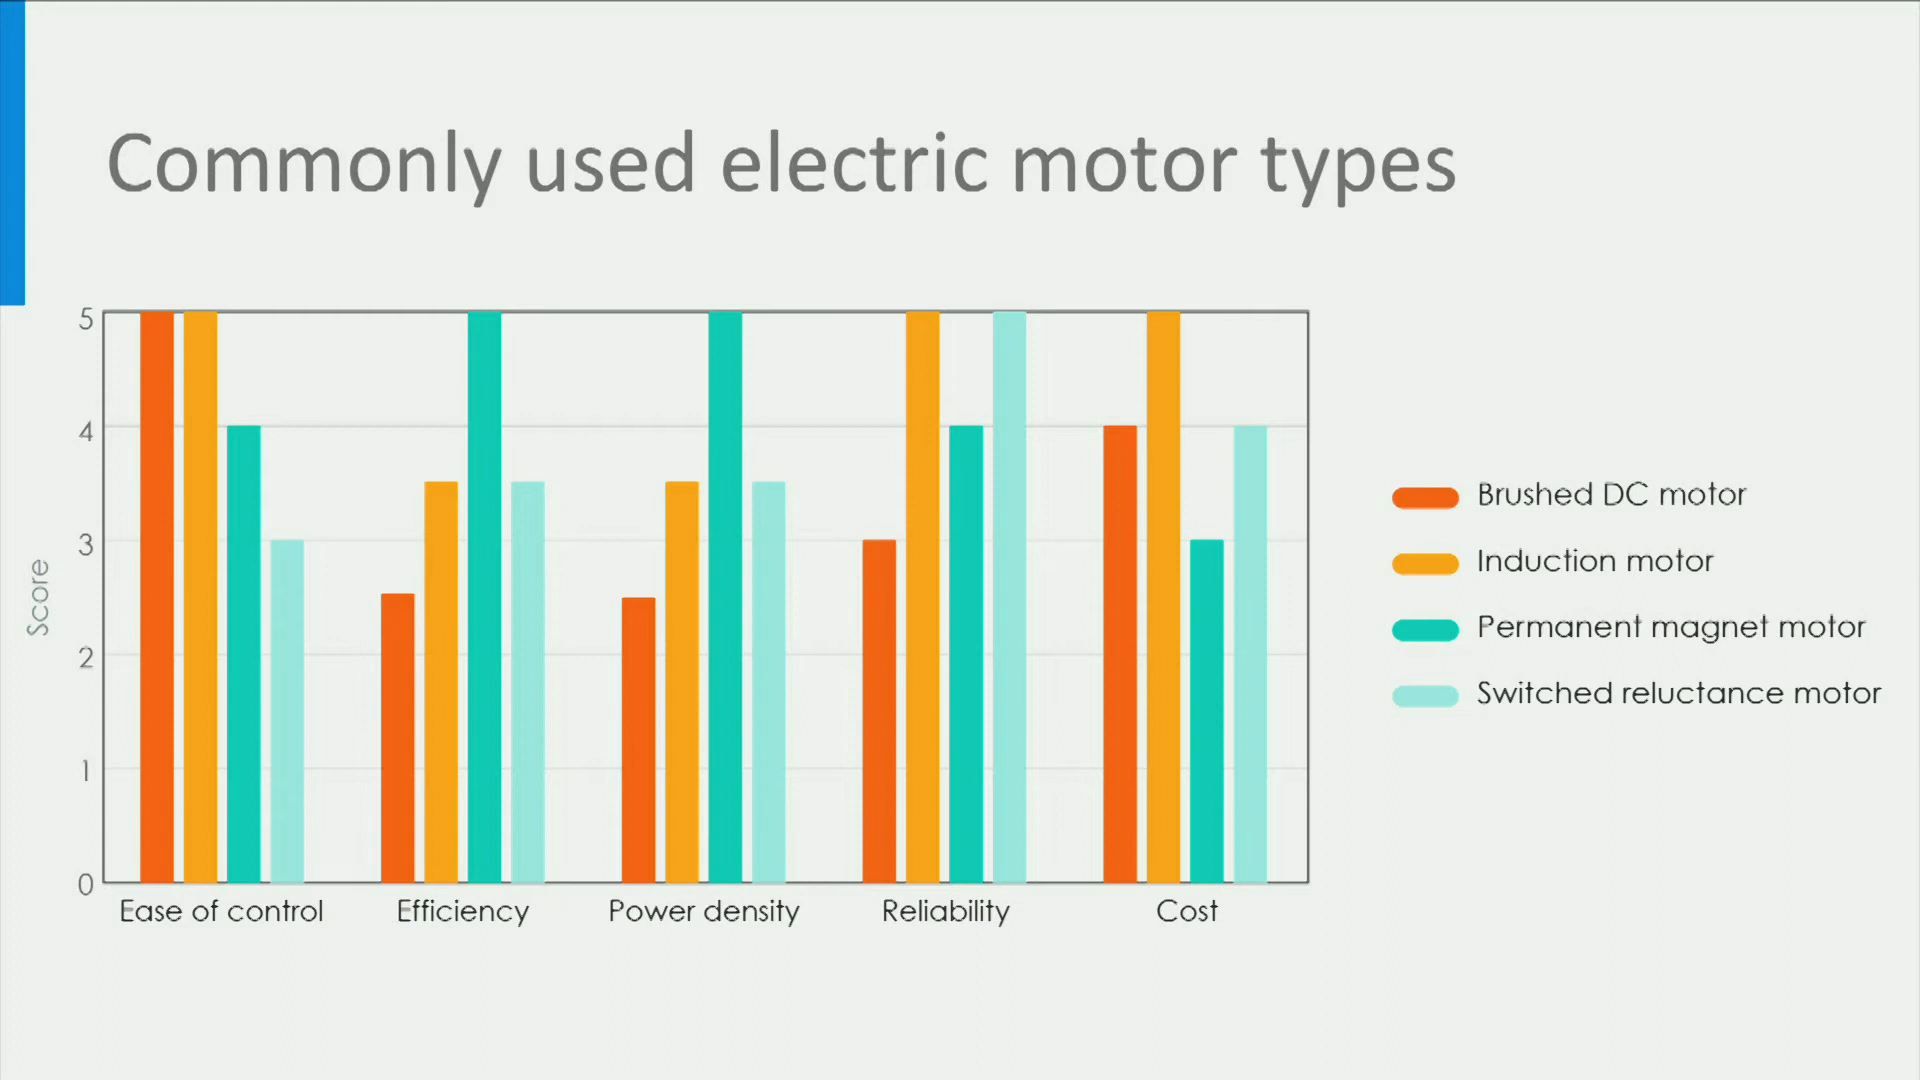 Commonly used electric motor types
5
4
3
2
1
0
Score
Ease of control
Efficiency
Power density
Reliability
Cost
Brushed DC motor
Induction motor
Permanent magnet motor
Switched reluctance motor